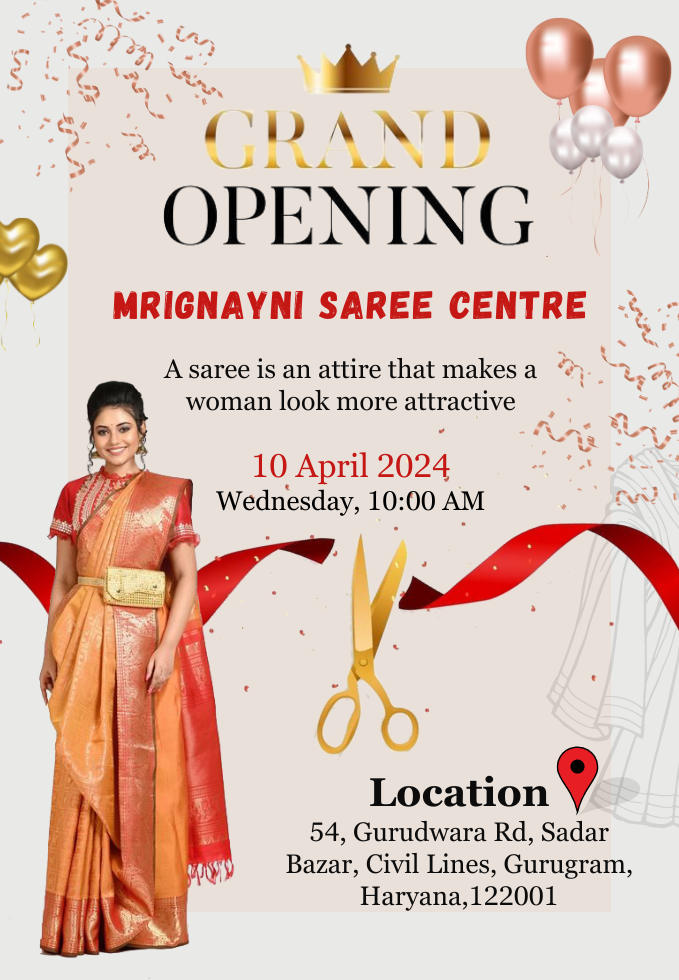 GRAND
OPENING
MRIGNAYNI SAREE CENTRE
A saree is an attire that makes a
woman look more attractive
10 April 2024
Wednesday, 10:00 AM
Location
54, Gurudwara Rd, Sadar
Bazar, Civil Lines, Gurugram,
Haryana,122001